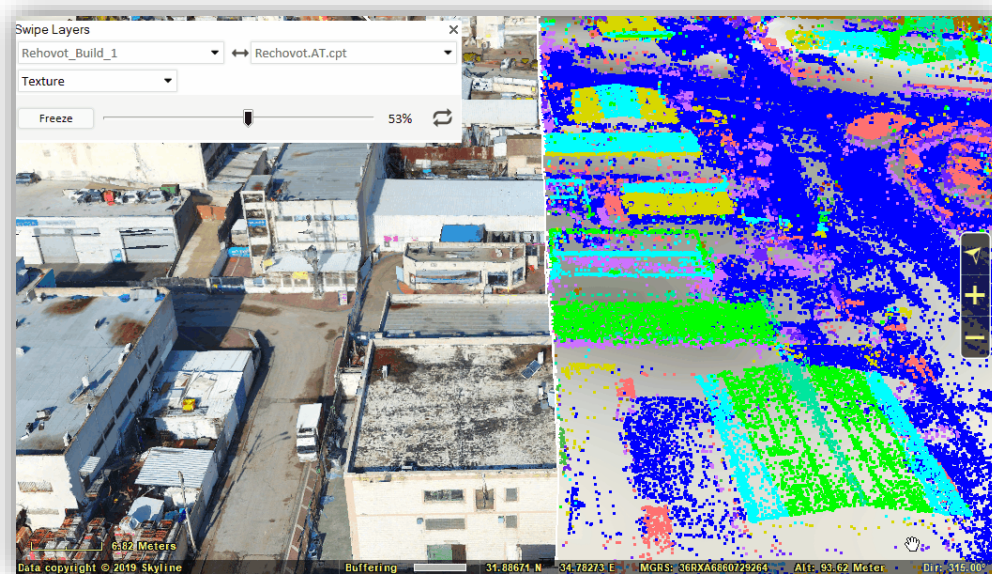 Swipe Layers
Rehovot_Build_1 Rechovot.AT.cpt
Texture
Freeze 53%
6.82 Meters
Data copyright © 2019 Skyline Buffering 31.88671 N 34.78273 E MGRS: 36RXA6860729264 Alt: 93.62 Meter Dir: 315.00°